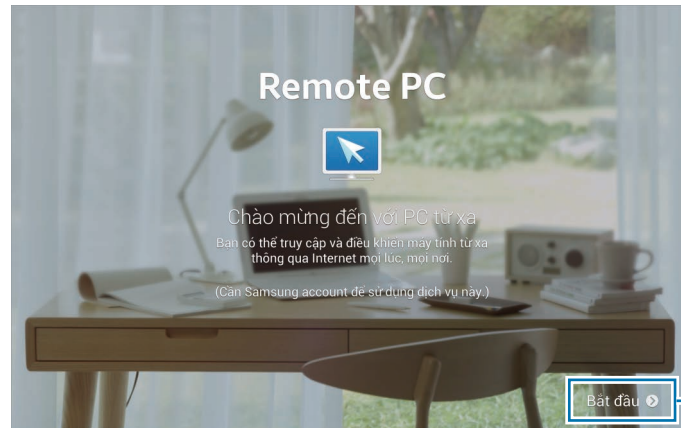 Remote PC
Chào mừng đến với PC từ xa
Bạn có thể truy cập và điều khiển máy tính từ xa
thông qua Internet mọi lúc, mọi nơi.
(Cần Samsung account để sử dụng dịch vụ này.)
Bắt đầu